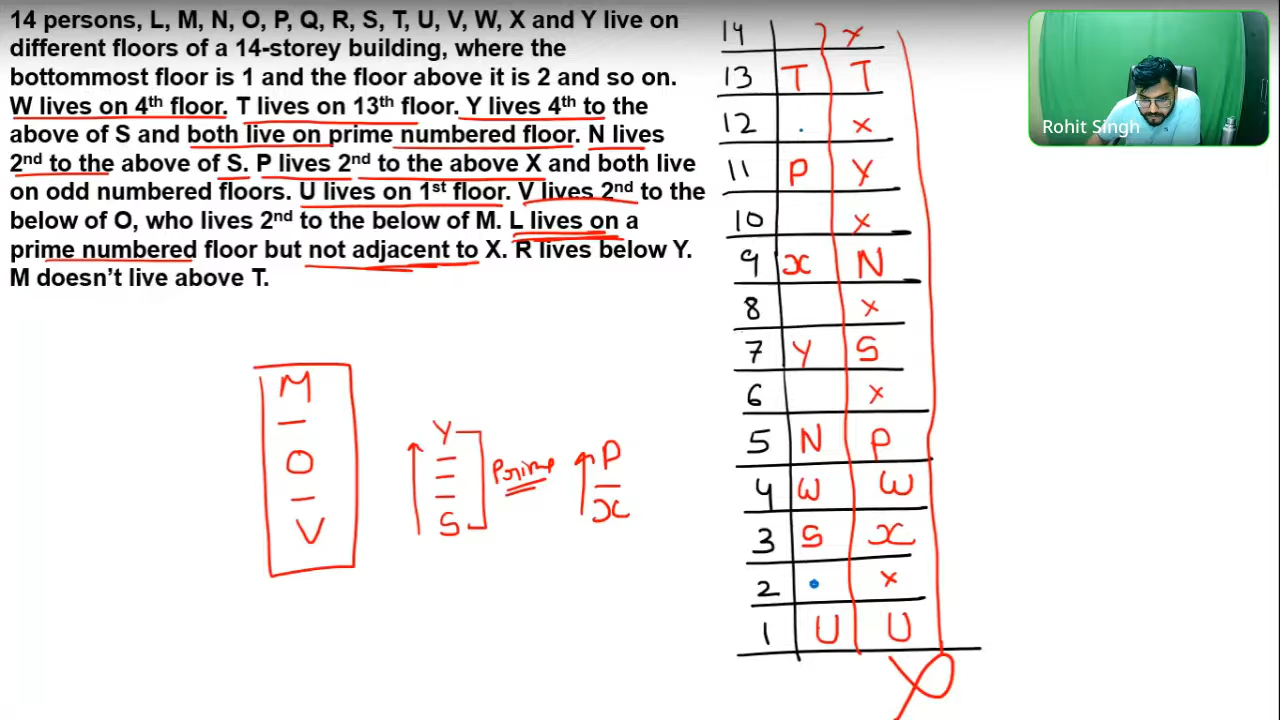 14 persons, L, M, N, O, P, Q, R, S, T, U, V, W, X and Y live on
different floors of a 14-storey building, where the
bottommost floor is 1 and the floor above it is 2 and so on.
W lives on 4th floor. T lives on 13th floor. Y lives 4th to the
above of S and both live on prime numbered floor. N lives
2nd to the above of S. P lives 2nd to the above X and both live
on odd numbered floors. U lives on 1st floor. V lives 2nd to the
below of O, who lives 2nd to the below of M. L lives on a
prime numbered floor but not adjacent to X. R lives below Y.
M doesn't live above T.
M
O
V
Y
S
Prime
P
x
14 x
13 T T
12 x
11 P Y
10 x
9 x N
8 x
7 Y S
6 x
5 N P
4 W W
3 S x
2 x
1 U U
Rohit Singh